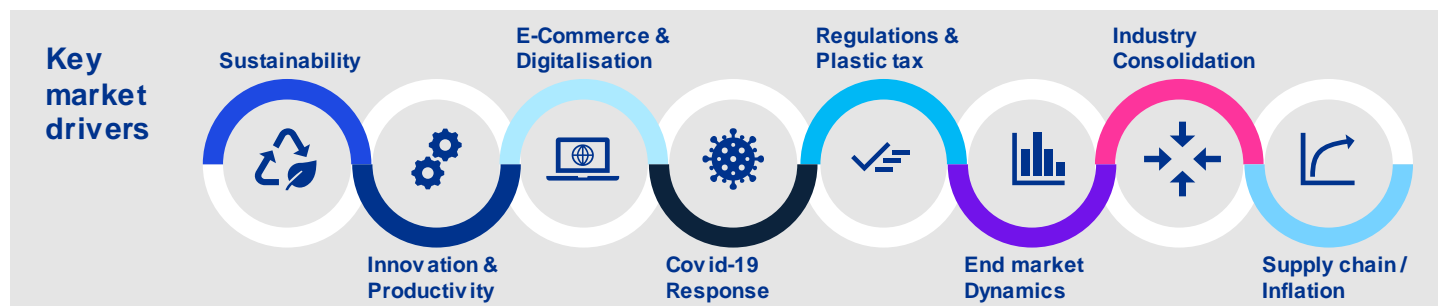 Key
market
drivers
Sustainability
Innovation &
Productivity
E-Commerce &
Digitalisation
Covid-19
Response
Regulations &
Plastic tax
End market
Dynamics
Industry
Consolidation
Supply chain /
Inflation